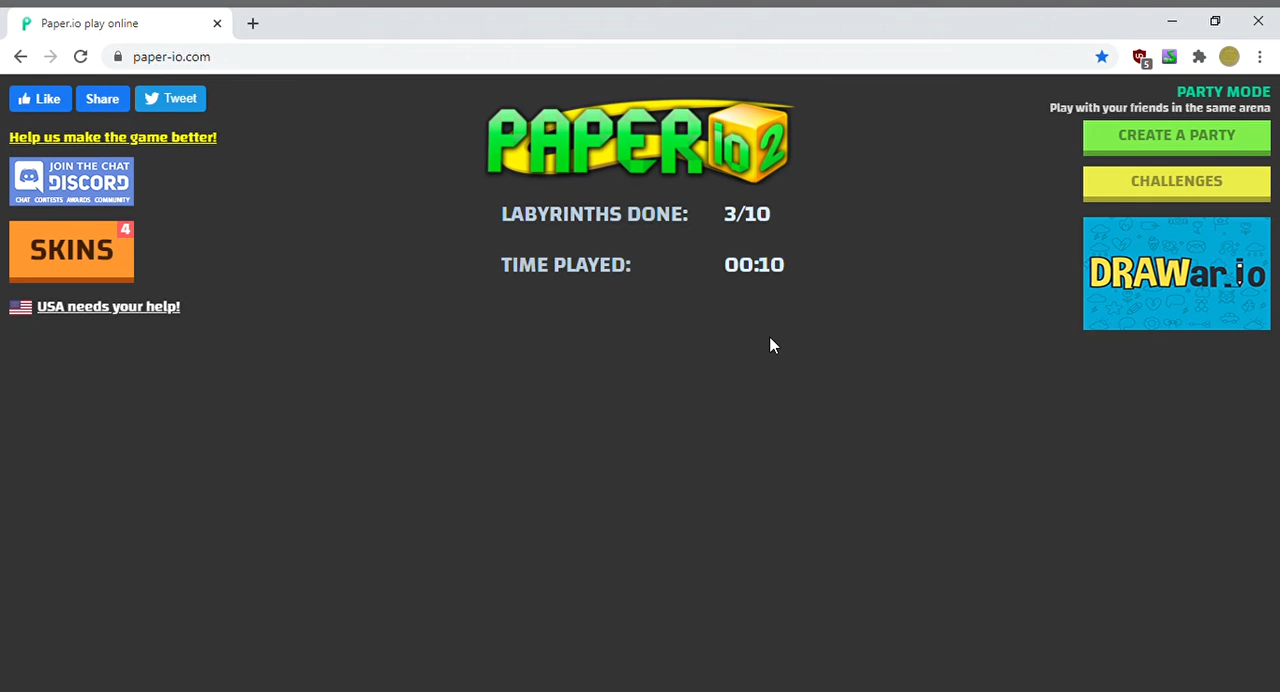 Paper.io play online
paper-io.com
5
Like
Share
Tweet
Help us make the game better!
JOIN THE CHAT
DISCORD
CHAT CONTESTS AWARDS COMMUNITY
SKINS
4
USA needs your help!
PAPER io 2
LABYRINTHS DONE: 3/10
TIME PLAYED: 00:10
PARTY MODE
Play with your friends in the same arena
CREATE A PARTY
CHALLENGES
DRAWar.io